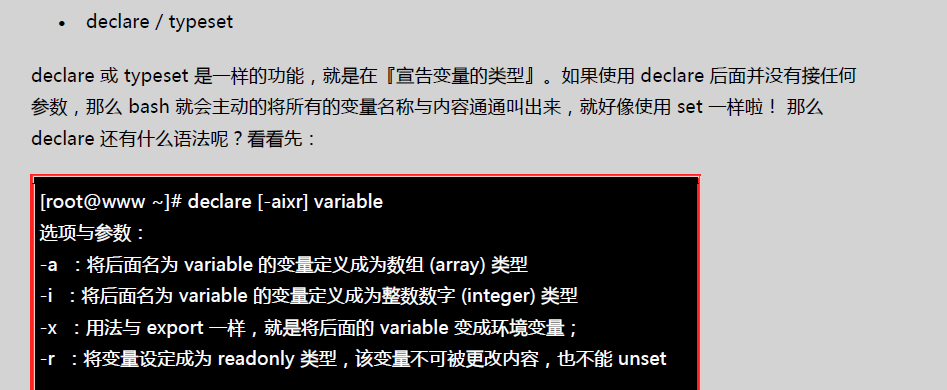 • declare / typeset
declare 或 typeset 是一样的功能，就是在『宣告变量的类型』。如果使用 declare 后面并没有接任何
参数，那么 bash 就会主动的将所有的变量名称与内容通通叫出来，就好像使用 set 一样啦！ 那么
declare 还有什么语法呢？看看先：
[root@www ~]# declare [-aixr] variable
选项与参数：
-a ：将后面名为 variable 的变量定义成为数组 (array) 类型
-i ：将后面名为 variable 的变量定义成为整数数字 (integer) 类型
-x ：用法与 export 一样，就是将后面的 variable 变成环境变量；
-r ：将变量设定成为 readonly 类型，该变量不可被更改内容，也不能 unset